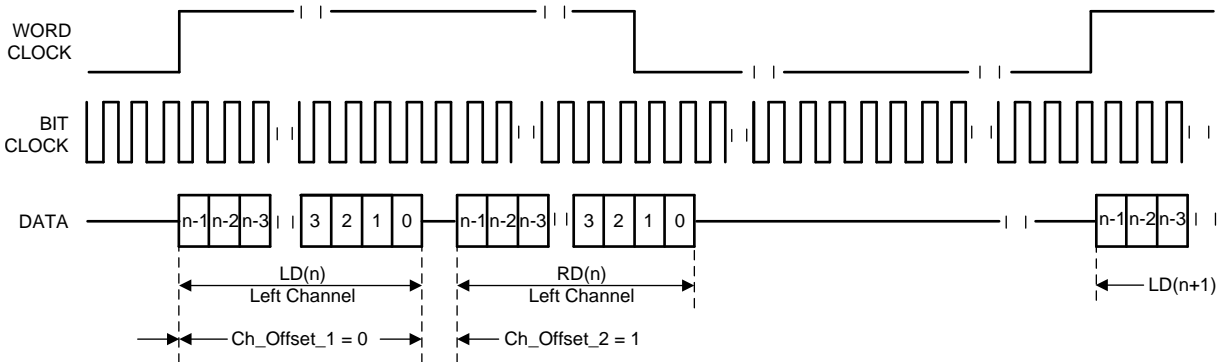 WORD
CLOCK
BIT
CLOCK
DATA
n-1 n-2 n-3 3 2 1 0 n-1 n-2 n-3 3 2 1 0 n-1 n-2 n-3
LD(n)
Left Channel
RD(n)
Left Channel
LD(n+1)
Ch_Offset_1 = 0
Ch_Offset_2 = 1